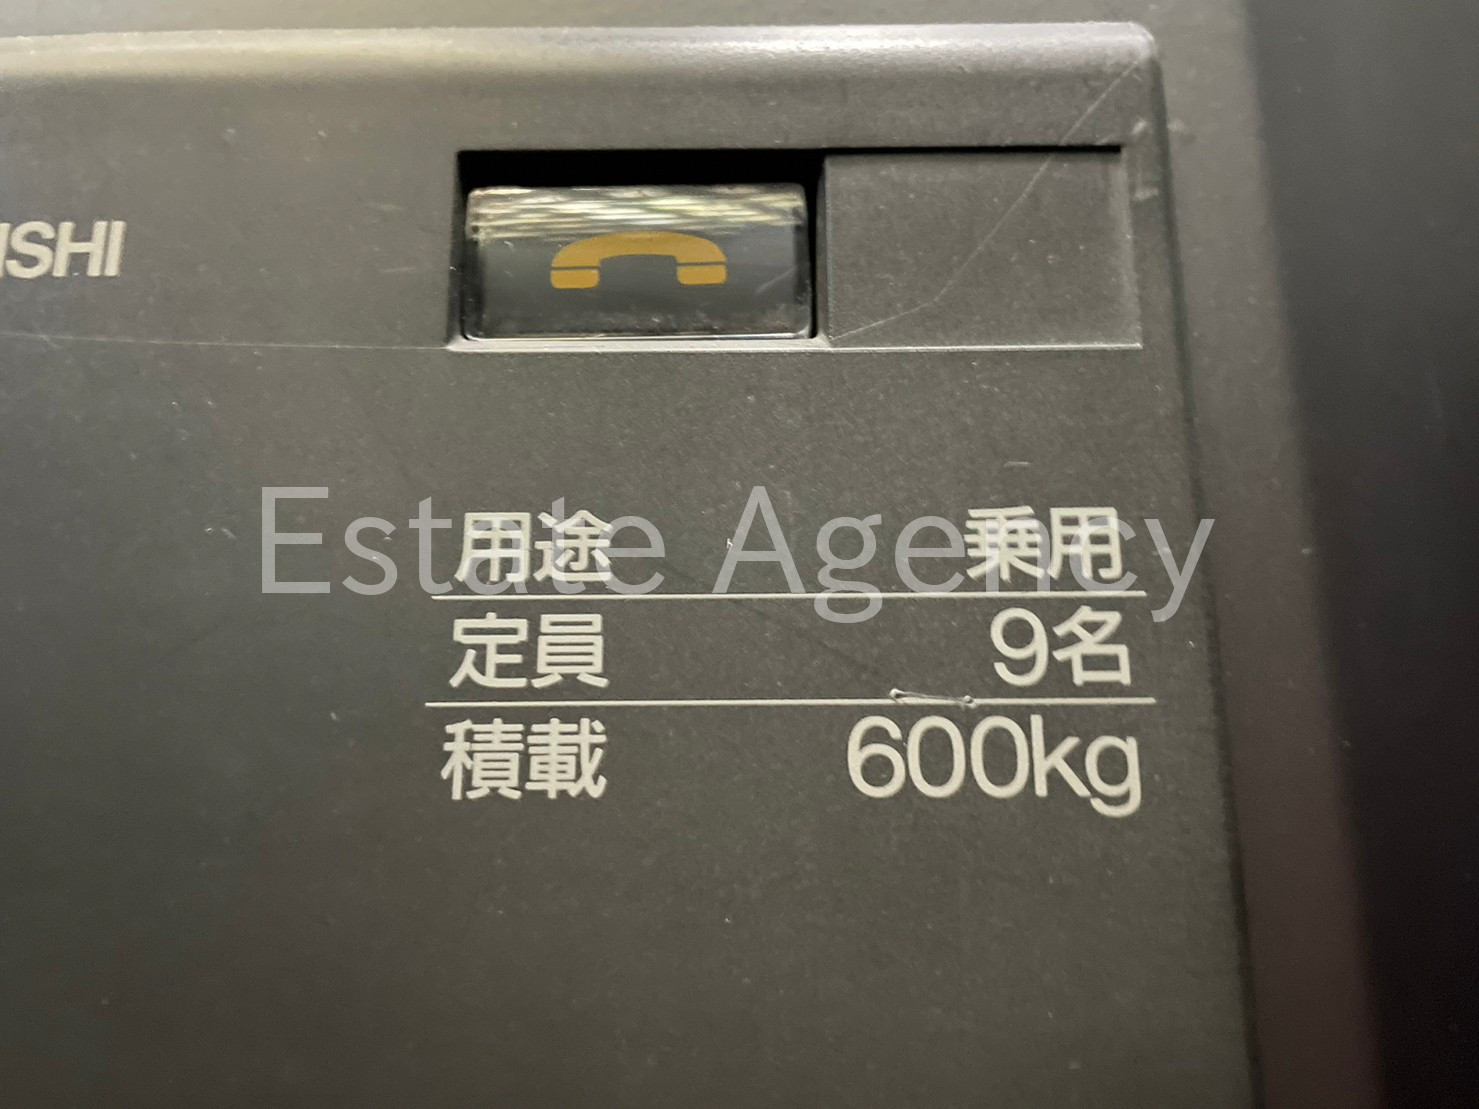 ISHI
用途 乗用
Estate Agency
定員 9名
積載 600kg